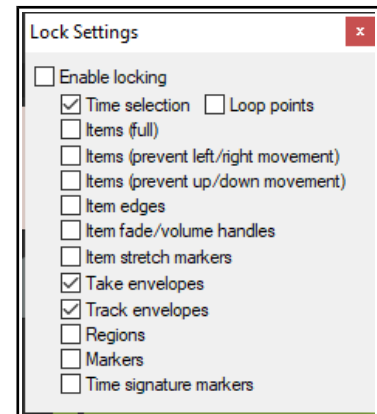 Lock Settings
x
Enable locking
Time selection Loop points
Items (full)
Items (prevent left/right movement)
Items (prevent up/down movement)
Item edges
Item fade/volume handles
Item stretch markers
Take envelopes
Track envelopes
Regions
Markers
Time signature markers